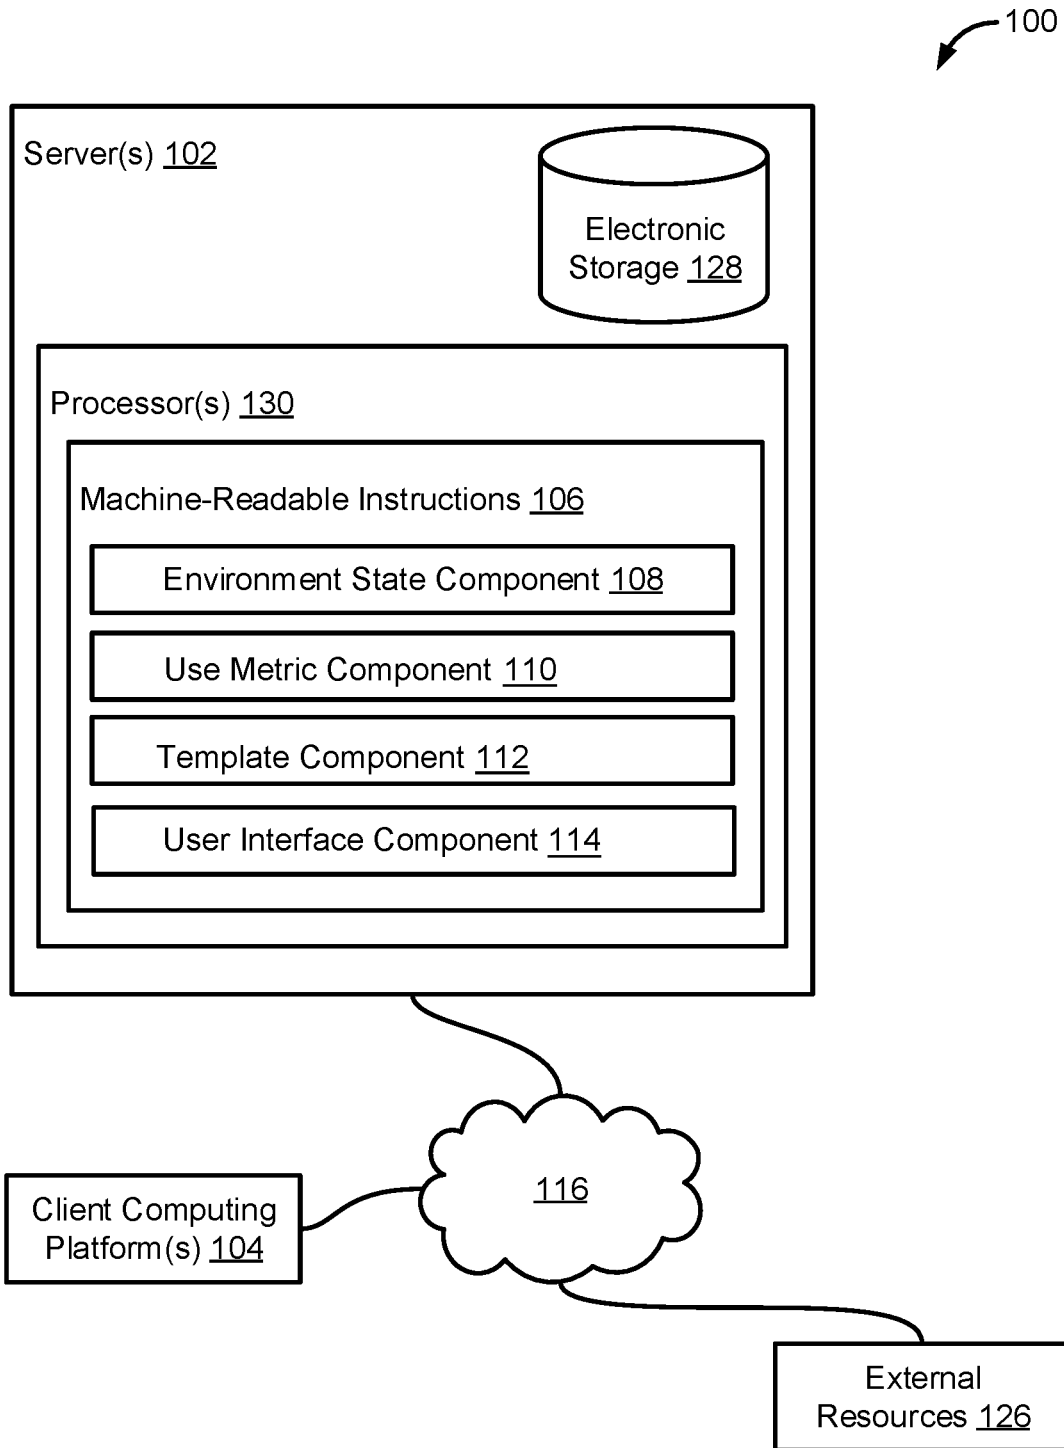 100
Server(s) 102
Electronic
Storage 128
Processor(s) 130
Machine-Readable Instructions 106
Environment State Component 108
Use Metric Component 110
Template Component 112
User Interface Component 114
116
Client Computing
Platform(s) 104
External
Resources 126